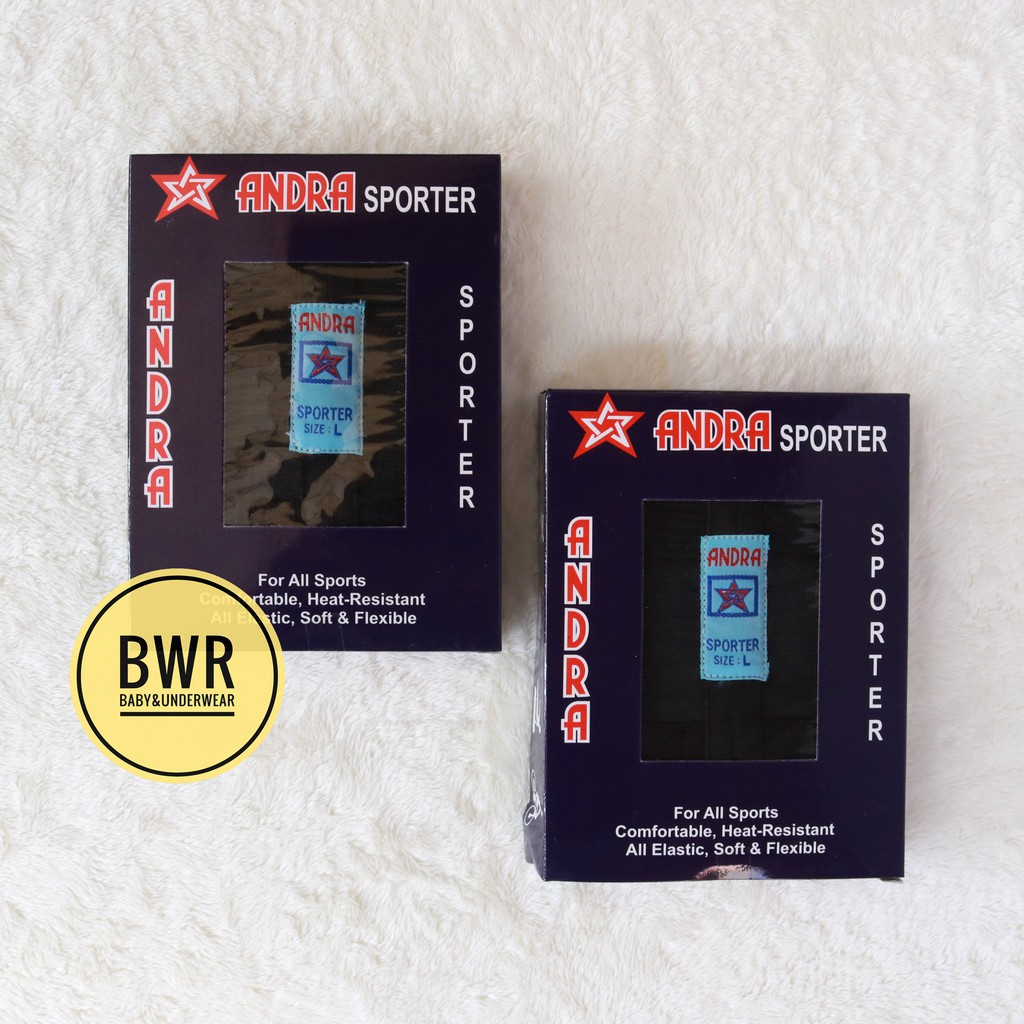 ANDRA SPORTER
ANDRA
SPORTER
ANDRA
SPORTER
SIZE : L
For All Sports
Comfortable, Heat-Resistant
All Elastic, Soft & Flexible
BWR
BABY&UNDERWEAR
ANDRA SPORTER
ANDRA
SPORTER
ANDRA
SPORTER
SIZE : L
For All Sports
Comfortable, Heat-Resistant
All Elastic, Soft & Flexible